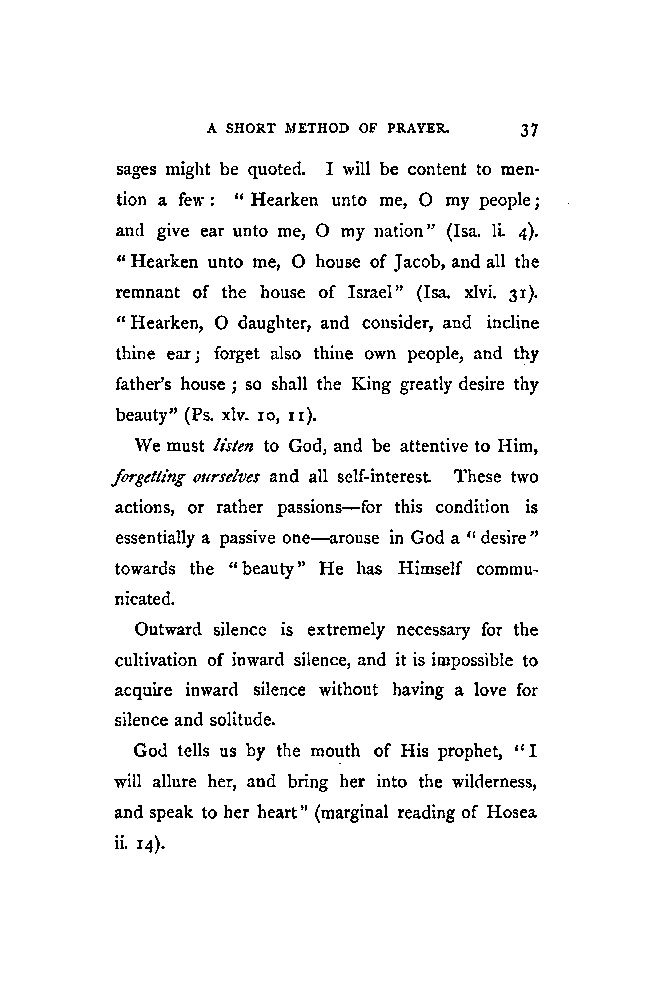 A SHORT METHOD OF PRAYER. 37
sages might be quoted. I will be content to men-
tion a few: “Hearken unto me, O my people;
and give ear unto me, O my nation” (Isa. li. 4).
“Hearken unto me, O house of Jacob, and all the
remnant of the house of Israel” (Isa. xlvi. 31).
“Hearken, O daughter, and consider, and incline
thine ear; forget also thine own people, and thy
father's house; so shall the King greatly desire thy
beauty” (Ps. xlv. 10, 11).
We must listen to God, and be attentive to Him,
forgetting ourselves and all self-interest. These two
actions, or rather passions—for this condition is
essentially a passive one—arouse in God a “desire”
towards the “beauty” He has Himself commu-
nicated.
Outward silence is extremely necessary for the
cultivation of inward silence, and it is impossible to
acquire inward silence without having a love for
silence and solitude.
God tells us by the mouth of His prophet, “I
will allure her, and bring her into the wilderness,
and speak to her heart” (marginal reading of Hosea
ii. 14).